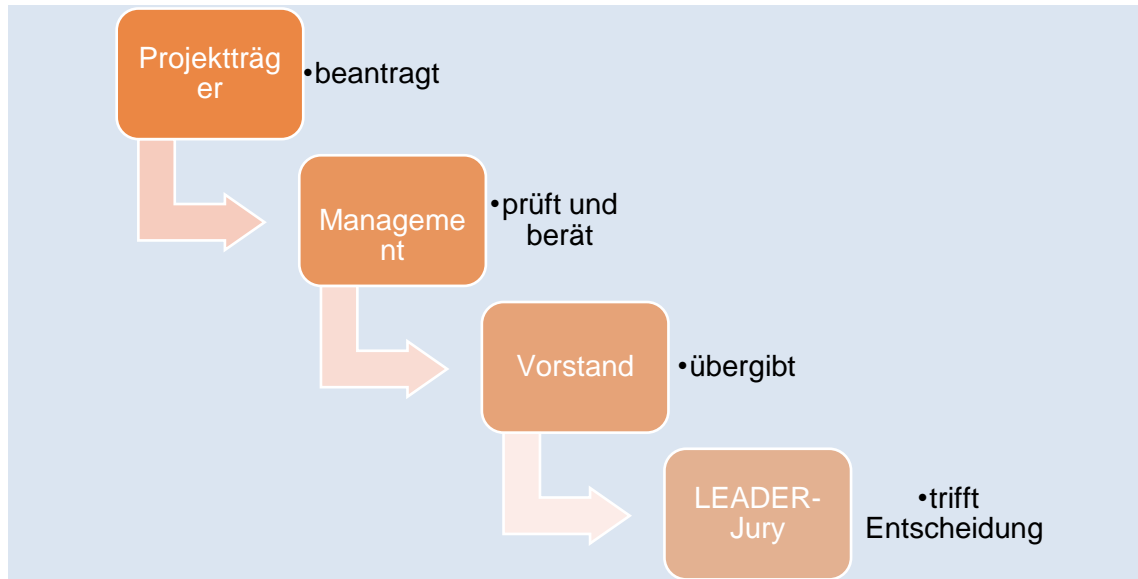 Projektträg
er
•beantragt
Manageme
nt
•prüft und
berät
Vorstand
•übergibt
LEADER-
Jury
•trifft
Entscheidung